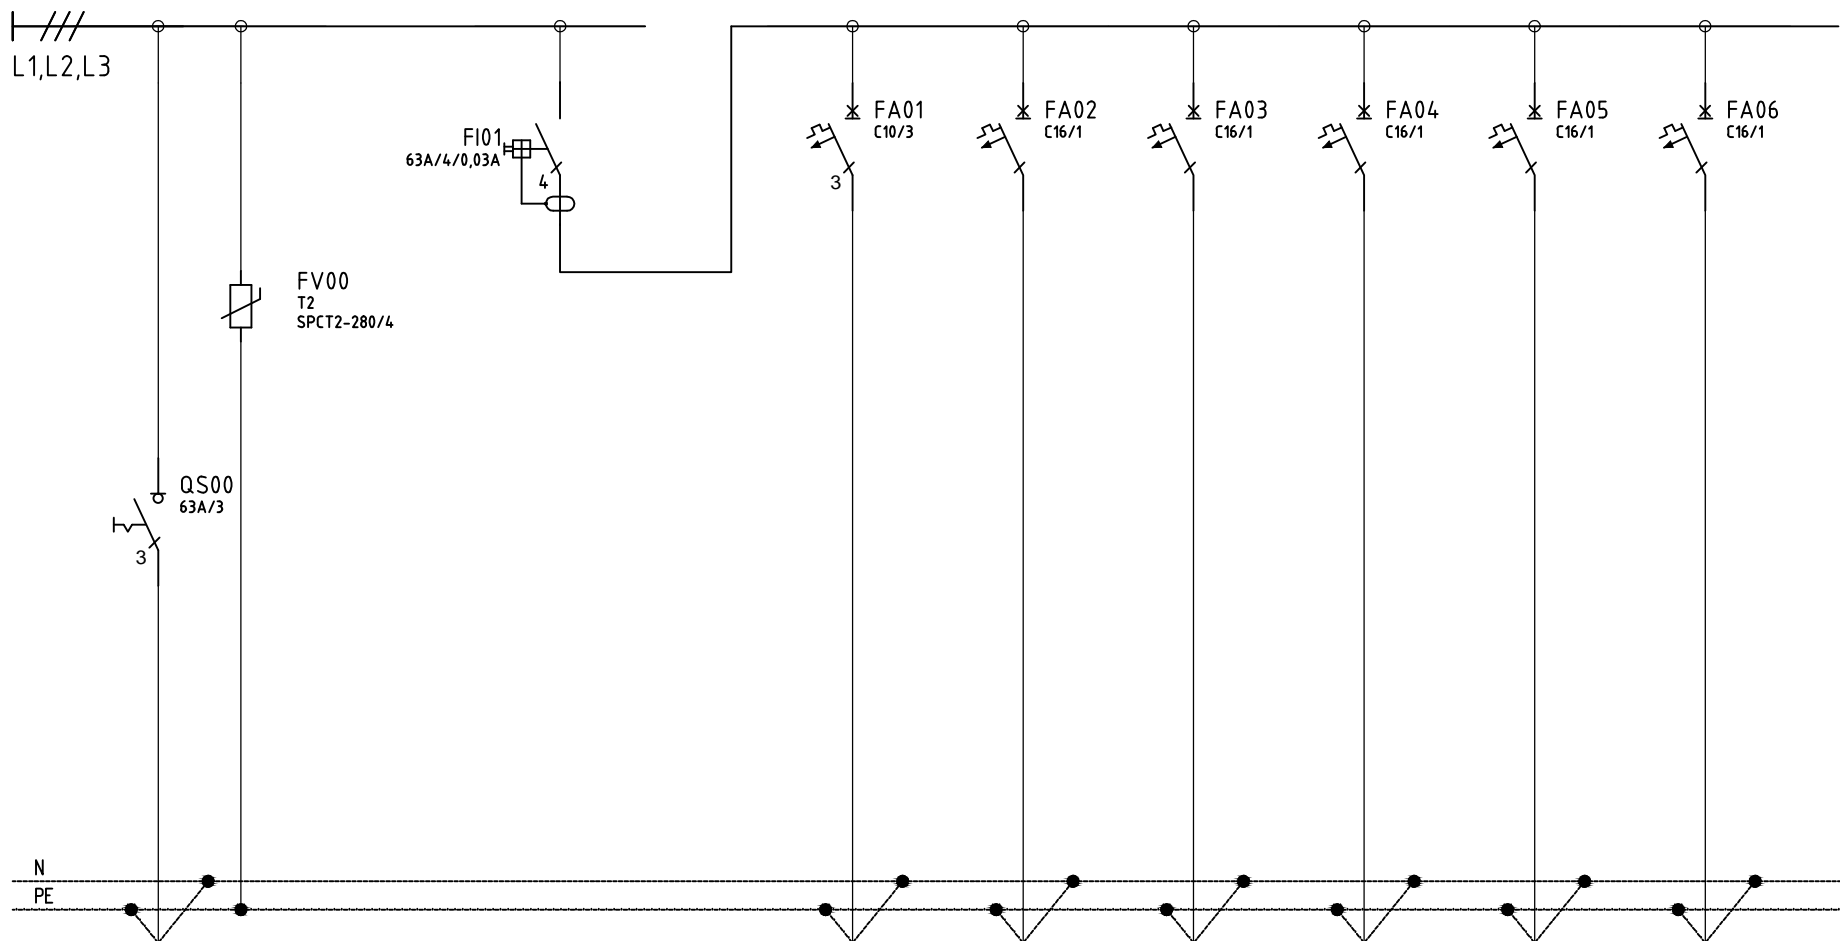 L1,L2,L3
FI01
63A/4/0,03A
4
FA01
C10/3
3
FA02
C16/1
FA03
C16/1
FA04
C16/1
FA05
C16/1
FA06
C16/1
FV00
T2
SPCT2-280/4
QS00
63A/3
3
N
PE